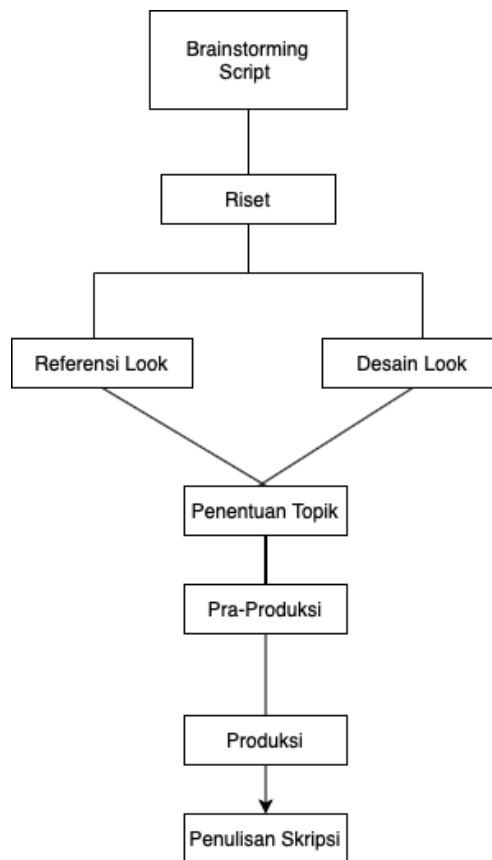 Brainstorming
Script
Riset
Referensi Look
Desain Look
Penentuan Topik
Pra-Produksi
Produksi
Penulisan Skripsi